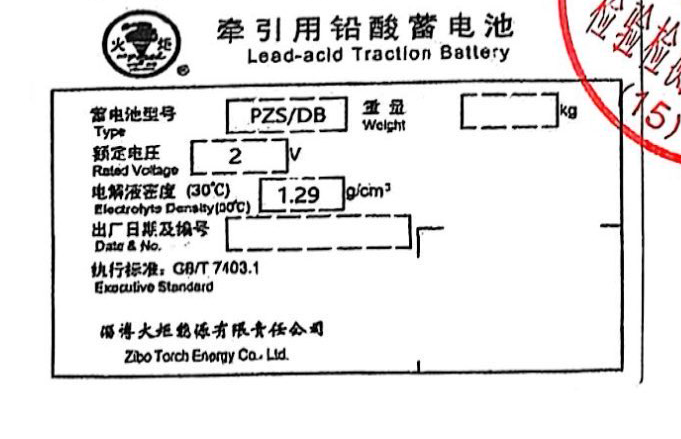 火炬
®
牵引用铅酸蓄电池
Lead-acid Traction Battery
蓄电池型号 PZS/DB 重量 kg
Type Weight
额定电压 2 V
Rated Voltage
电解液密度 (30℃) 1.29 g/cm³
Electrolyte Density(30℃)
出厂日期及编号
Date & No.
执行标准: GB/T 7403.1
Executive Standard
淄博火炬能源有限责任公司
Zibo Torch Energy Co., Ltd.
检验检
(15)